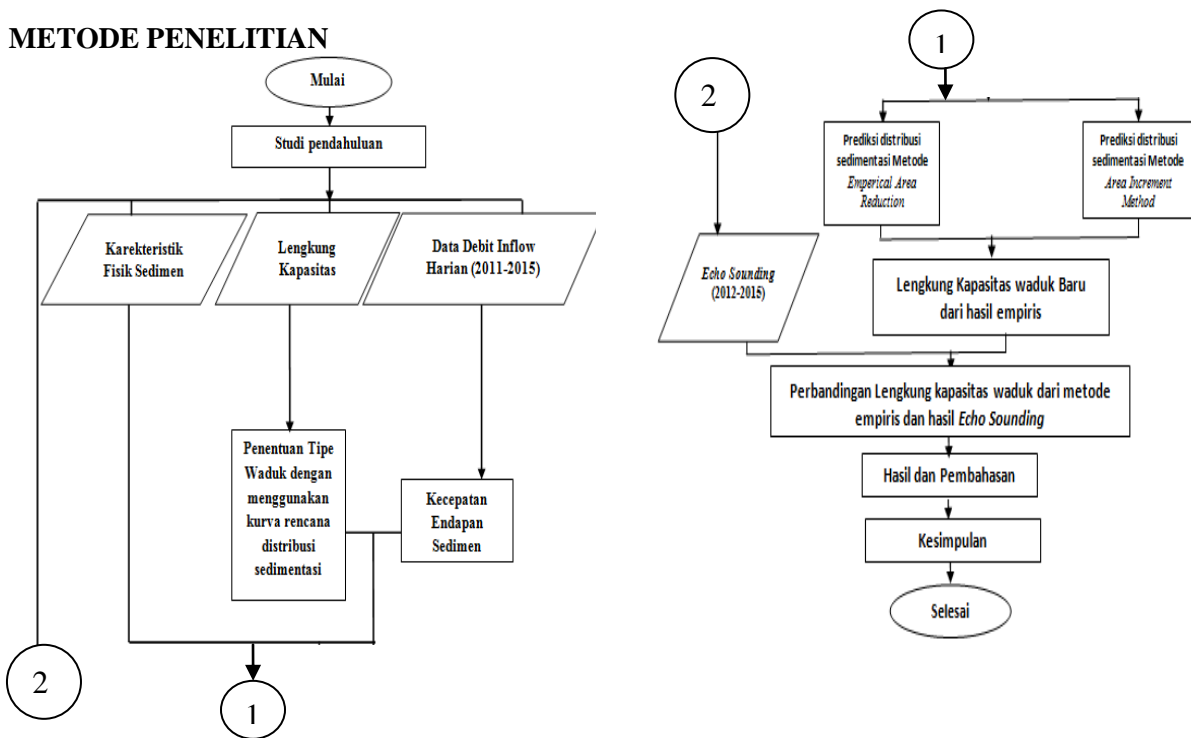 METODE PENELITIAN
Mulai
Studi pendahuluan
Karekteristik
Fisik Sedimen
Lengkung
Kapasitas
Data Debit Inflow
Harian (2011-2015)
Penentuan Tipe
Waduk dengan
menggunakan
kurva rencana
distribusi
sedimentasi
Kecepatan
Endapan
Sedimen
2
1
1
2
Prediksi distribusi
sedimentasi Metode
Emperical Area
Reduction
Prediksi distribusi
sedimentasi Metode
Area Increment
Method
Echo Sounding
(2012-2015)
Lengkung Kapasitas waduk Baru
dari hasil empiris
Perbandingan Lengkung kapasitas waduk dari metode
empiris dan hasil Echo Sounding
Hasil dan Pembahasan
Kesimpulan
Selesai